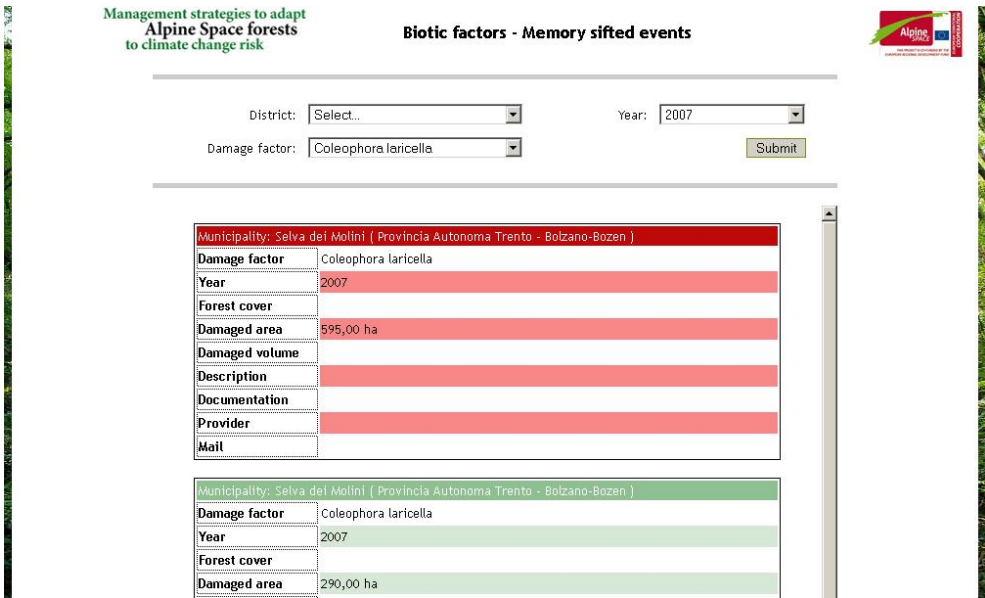 Management strategies to adapt
Alpine Space forests
to climate change risk
Biotic factors - Memory sifted events
Alpine
SPACE
District: Select... Year: 2007
Damage factor: Coleophora laricella Submit
Municipality: Selva dei Molini ( Provincia Autonoma Trento - Bolzano-Bozen )
Damage factor Coleophora laricella
Year 2007
Forest cover
Damaged area 595,00 ha
Damaged volume
Description
Documentation
Provider
Mail
Municipality: Selva dei Molini ( Provincia Autonoma Trento - Bolzano-Bozen )
Damage factor Coleophora laricella
Year 2007
Forest cover
Damaged area 290,00 ha